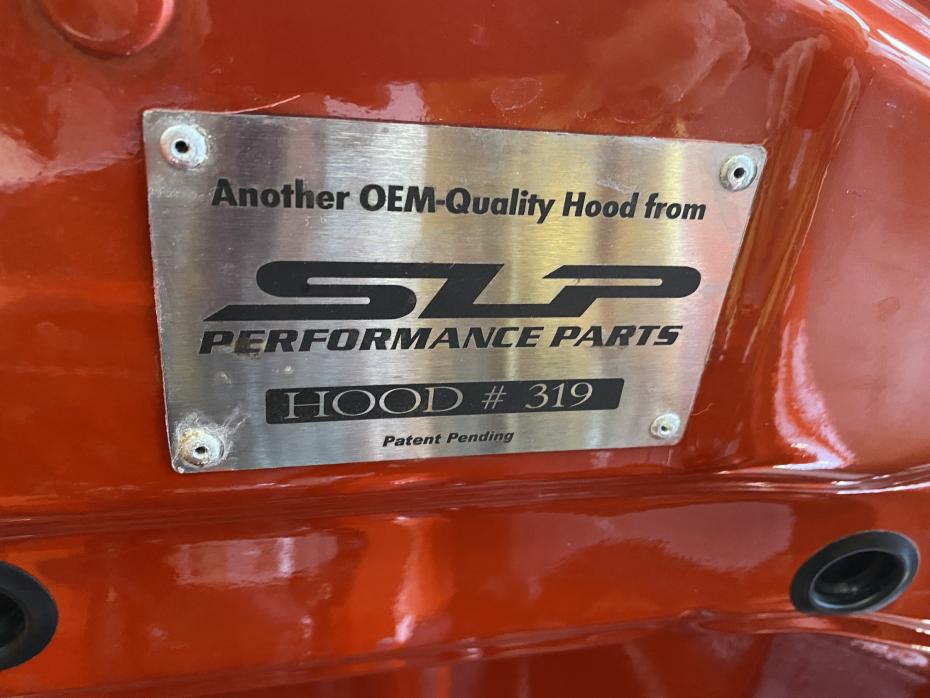 Another OEM-Quality Hood from
SLP
PERFORMANCE PARTS
HOOD # 319
Patent Pending